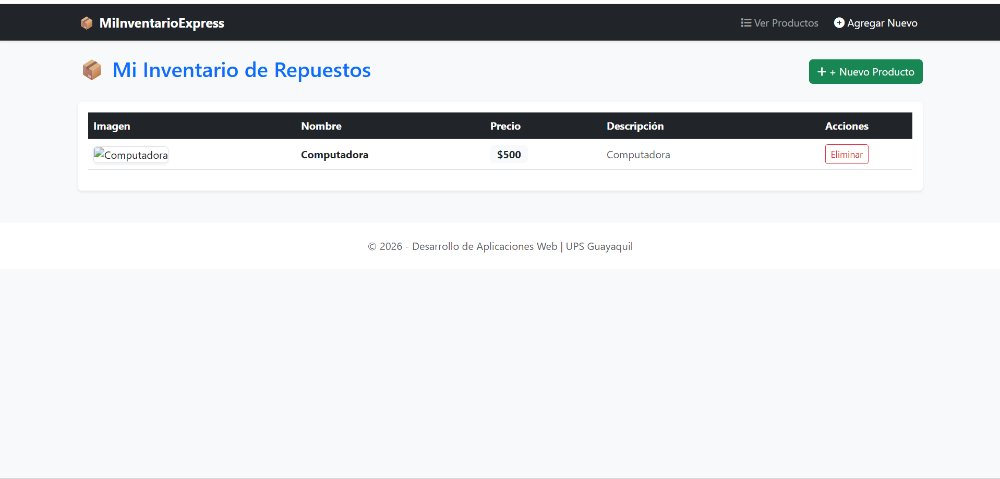 MiInventarioExpress
Ver Productos
Agregar Nuevo
Mi Inventario de Repuestos
+ Nuevo Producto
Imagen Nombre Precio Descripción Acciones
Computadora Computadora $500 Computadora Eliminar
© 2026 - Desarrollo de Aplicaciones Web | UPS Guayaquil